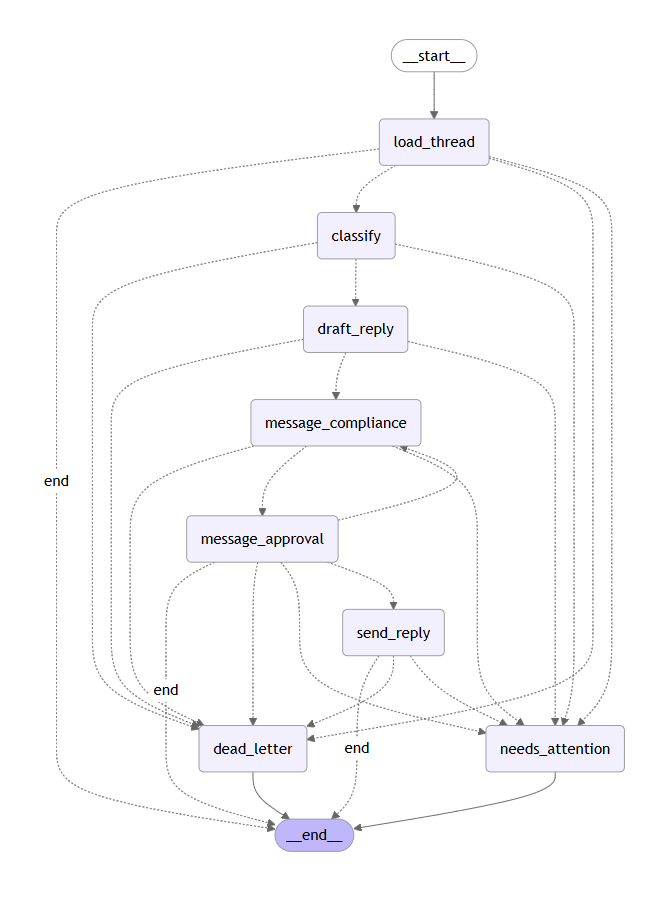 __start__
load_thread
classify
draft_reply
message_compliance
end
message_approval
send_reply
end
end
dead_letter
needs_attention
__end__